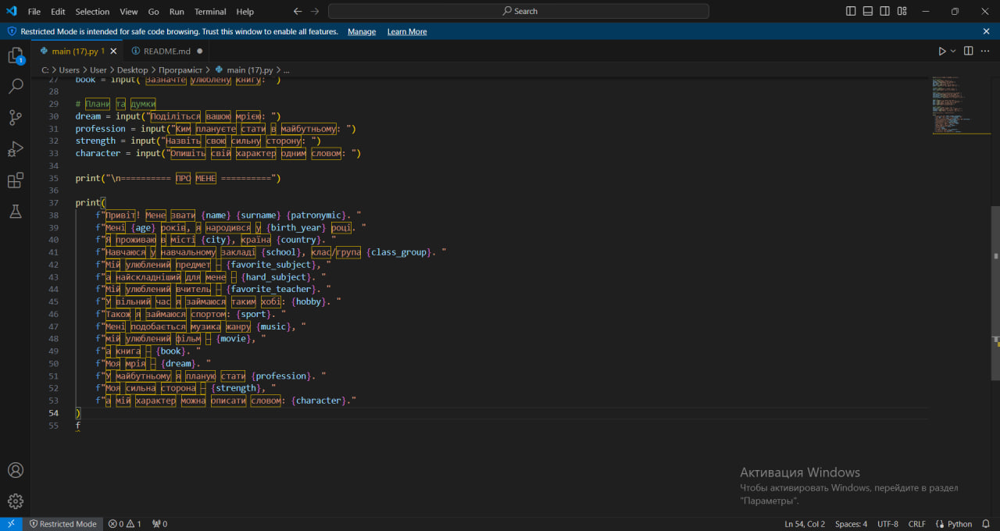 File Edit Selection View Go Run Terminal Help
Search
Restricted Mode is intended for safe code browsing. Trust this window to enable all features. Manage Learn More
main (17).py 1
README.md
C: > Users > User > Desktop > Програміст > main (17).py > ...
27 book = input("Зазначте улюблену книгу: ")
28
29 # Плани та думки
30 dream = input("Поділіться вашою мрією: ")
31 profession = input("Ким плануєте стати в майбутньому: ")
32 strength = input("Назвіть свою сильну сторону: ")
33 character = input("Опишіть свій характер одним словом: ")
34
35 print("\n========== ПРО МЕНЕ ==========")
36
37 print(
38 f"Привіт! Мене звати {name} {surname} {patronymic}. "
39 f"Мені {age} років, я народився у {birth_year} році. "
40 f"Я проживаю в місті {city}, країна {country}. "
41 f"Навчаюся у навчальному закладі {school}, клас/група {class_group}. "
42 f"Мій улюблений предмет – {favorite_subject}, "
43 f"а найскладніший для мене – {hard_subject}. "
44 f"Мій улюблений вчитель – {favorite_teacher}. "
45 f"У вільний час я займаюся таким хобі: {hobby}. "
46 f"Також я займаюся спортом: {sport}. "
47 f"Мені подобається музика жанру {music}, "
48 f"мій улюблений фільм – {movie}, "
49 f"а книга – {book}. "
50 f"Моя мрія – {dream}. "
51 f"У майбутньому я планую стати {profession}. "
52 f"Моя сильна сторона – {strength}, "
53 f"а мій характер можна описати словом: {character}."
54 )
55 f
Активация Windows
Чтобы активировать Windows, перейдите в раздел
"Параметры".
1
Restricted Mode 0 1 0
Ln 54, Col 2 Spaces: 4 UTF-8 CRLF Python